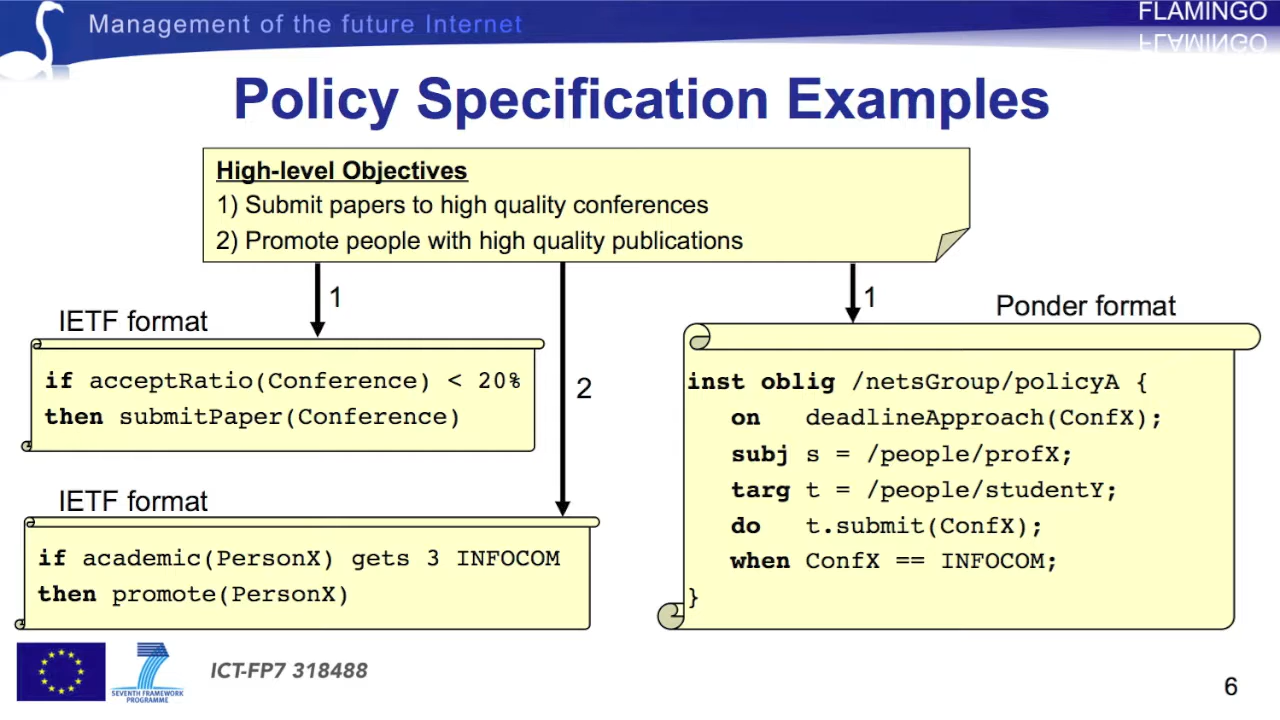 Management of the future Internet
FLAMINGO
Policy Specification Examples
High-level Objectives
1) Submit papers to high quality conferences
2) Promote people with high quality publications
1
2
1
IETF format
if acceptRatio(Conference) < 20%
then submitPaper(Conference)
IETF format
if academic(PersonX) gets 3 INFOCOM
then promote(PersonX)
Ponder format
inst oblig /netsGroup/policyA {
on deadlineApproach(ConfX);
subj s = /people/profX;
targ t = /people/studentY;
do t.submit(ConfX);
when ConfX == INFOCOM;
}
SEVENTH FRAMEWORK
PROGRAMME
ICT-FP7 318488
6